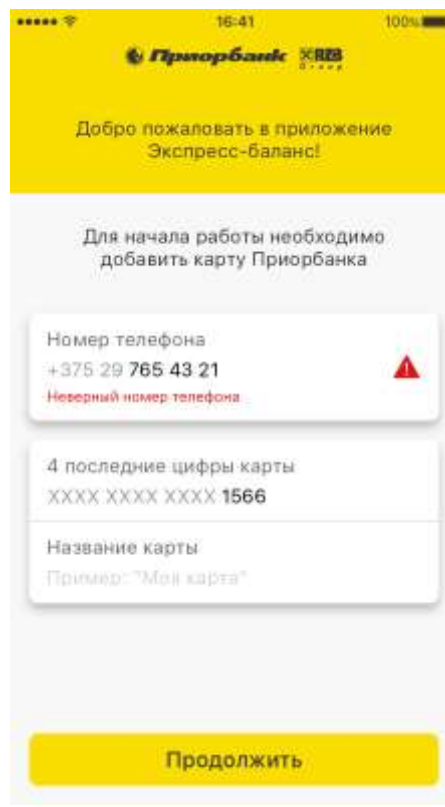 16:41
100%
Приорбанк RZB
Group
Добро пожаловать в приложение
Экспресс-баланс!
Для начала работы необходимо
добавить карту Приорбанка
Номер телефона
+375 29 765 43 21
Неверный номер телефона
4 последние цифры карты
XXXX XXXX XXXX 1566
Название карты
Пример: "Моя карта"
Продолжить